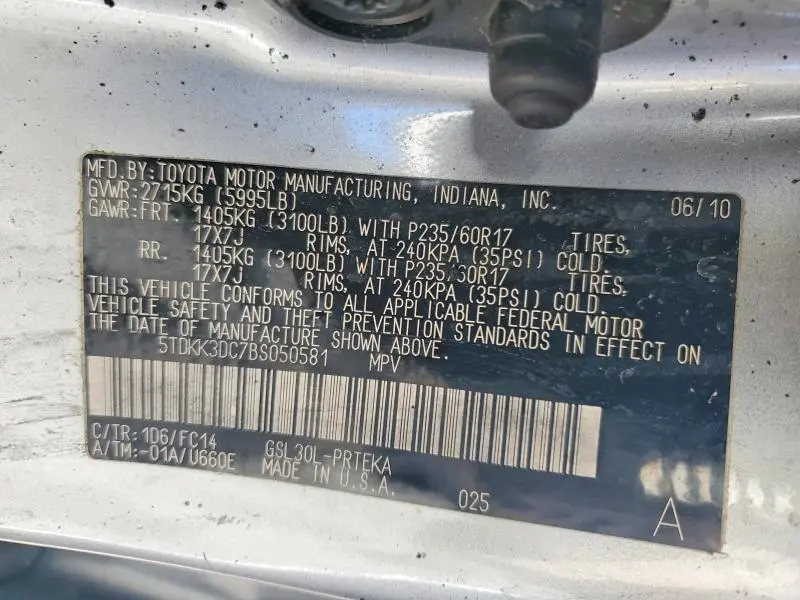 MFD.BY:TOYOTA MOTOR MANUFACTURING, INDIANA, INC. 06/10
GVWR:2715KG (5995LB)
GAWR:FRT. 1405KG (3100LB) WITH P235/60R17 TIRES,
17X7J RIMS, AT 240KPA (35PSI) COLD.
RR. 1405KG (3100LB) WITH P235/60R17 TIRES,
17X7J RIMS, AT 240KPA (35PSI) COLD.
THIS VEHICLE CONFORMS TO ALL APPLICABLE FEDERAL MOTOR
VEHICLE SAFETY AND THEFT PREVENTION STANDARDS IN EFFECT ON
THE DATE OF MANUFACTURE SHOWN ABOVE.
5TDKK3DC7BS050581 MPV
C/TR:1D6/FC14 GSL30L-PRTEKA
A/TM:-01A/U660E MADE IN U.S.A. 025
A